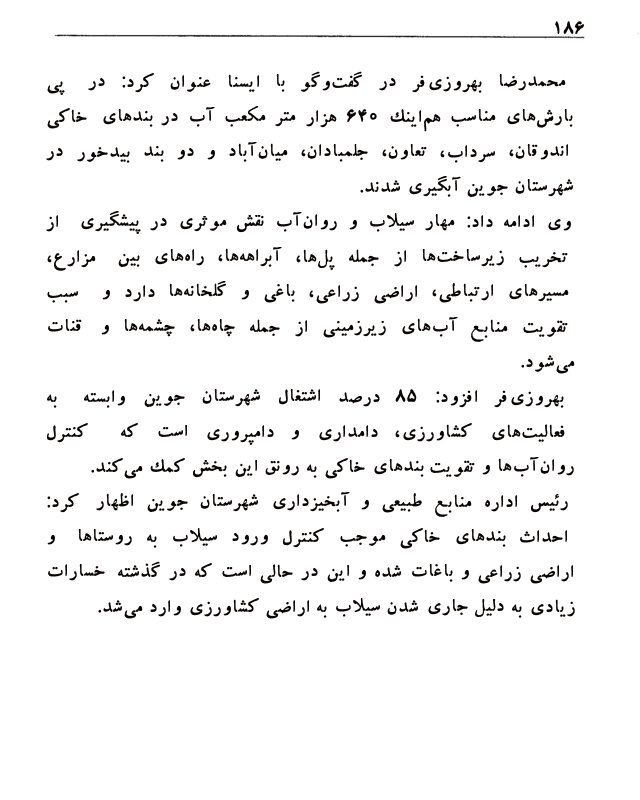 ۱۸۶
محمدرضا بهروزی‌فر در گفت‌وگو با ایسنا عنوان کرد: در پی
بارش‌های مناسب هم‌اینك ۶۴۰ هزار متر مکعب آب در بندهای خاکی
اندوقان، سرداب، تعاون، جلمبادان، میان‌آباد و دو بند بیدخور در
شهرستان جوین آبگیری شدند.
وی ادامه داد: مهار سیلاب و روان‌آب نقش موثری در پیشگیری از
تخریب زیرساخت‌ها از جمله پل‌ها، آبراهه‌ها، راه‌های بین مزارع،
مسیرهای ارتباطی، اراضی زراعی، باغی و گلخانه‌ها دارد و سبب
تقویت منابع آب‌های زیرزمینی از جمله چاه‌ها، چشمه‌ها و قنات
می‌شود.
بهروزی‌فر افزود: ۸۵ درصد اشتغال شهرستان جوین وابسته به
فعالیت‌های کشاورزی، دامداری و دامپروری است که کنترل
روان‌آب‌ها و تقویت بندهای خاکی به رونق این بخش کمك می‌کند.
رئیس اداره منابع طبیعی و آبخیزداری شهرستان جوین اظهار کرد:
احداث بندهای خاکی موجب کنترل ورود سیلاب به روستاها و
اراضی زراعی و باغات شده و این در حالی است که در گذشته خسارات
زیادی به دلیل جاری شدن سیلاب به اراضی کشاورزی وارد می‌شد.